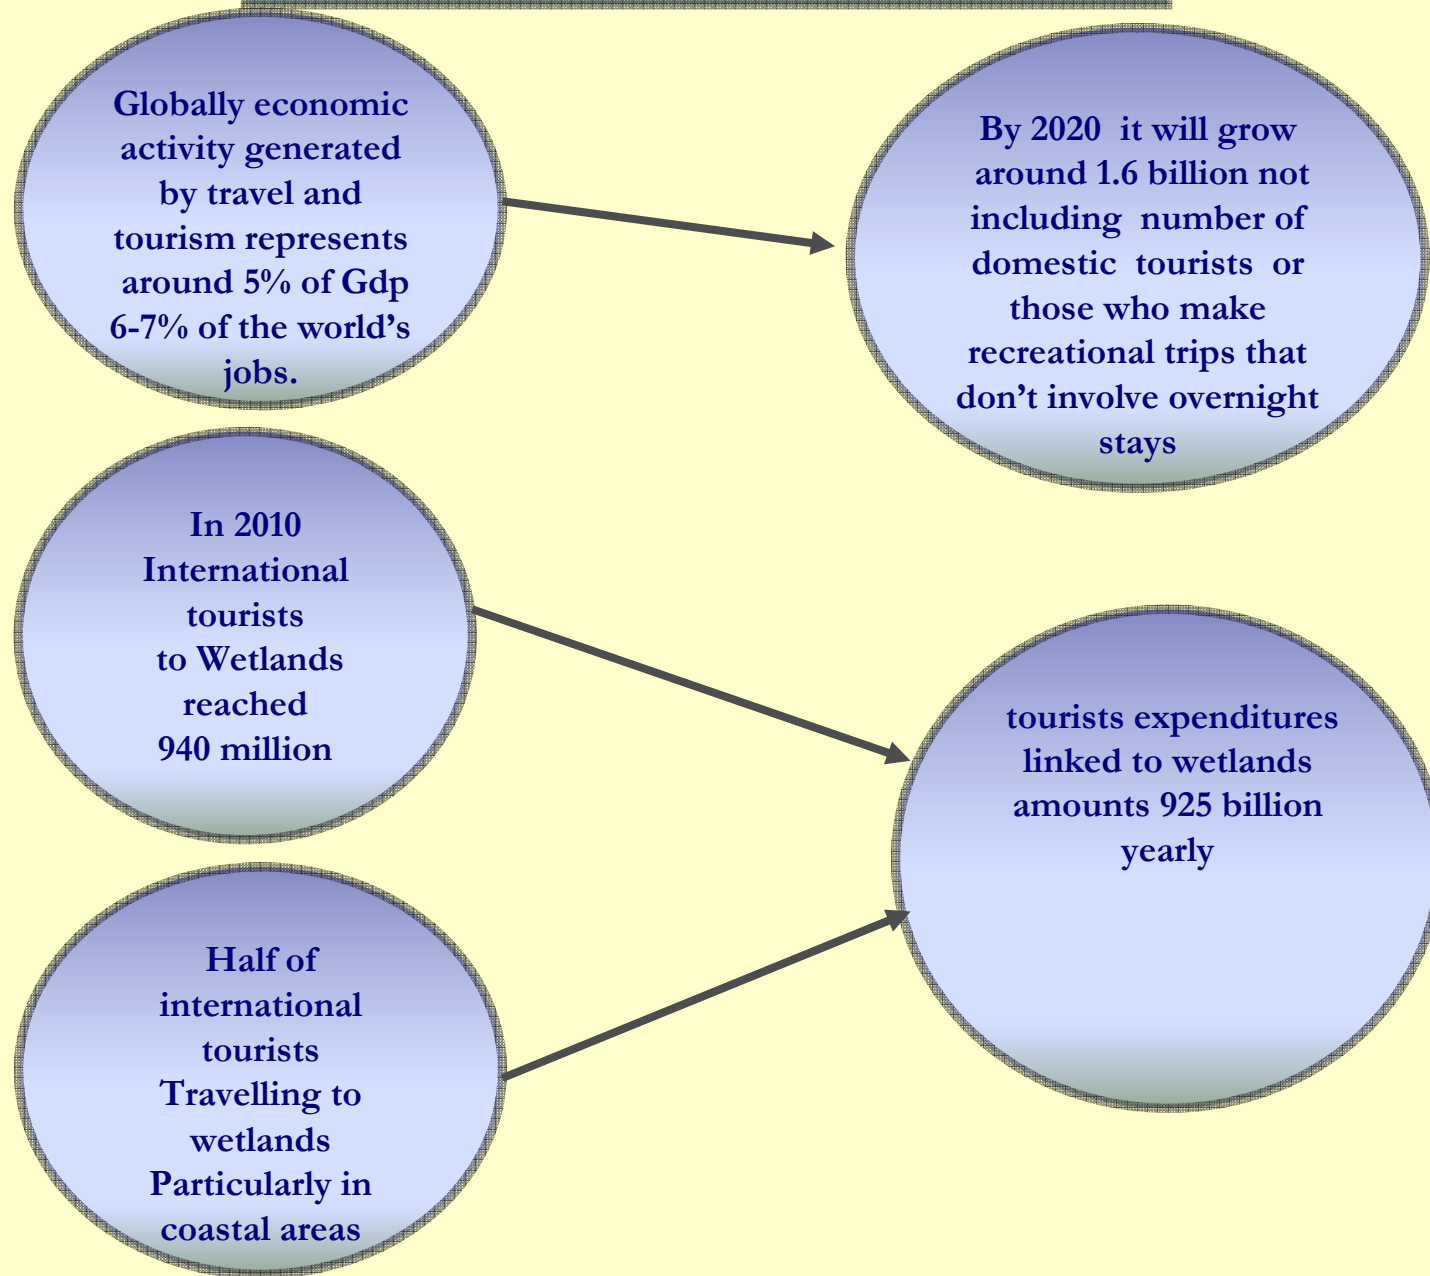 Globally economic
activity generated
by travel and
tourism represents
around 5% of Gdp
6-7% of the world’s
jobs.
By 2020 it will grow
around 1.6 billion not
including number of
domestic tourists or
those who make
recreational trips that
don’t involve overnight
stays
In 2010
International
tourists
to Wetlands
reached
940 million
tourists expenditures
linked to wetlands
amounts 925 billion
yearly
Half of
international
tourists
Travelling to
wetlands
Particularly in
coastal areas